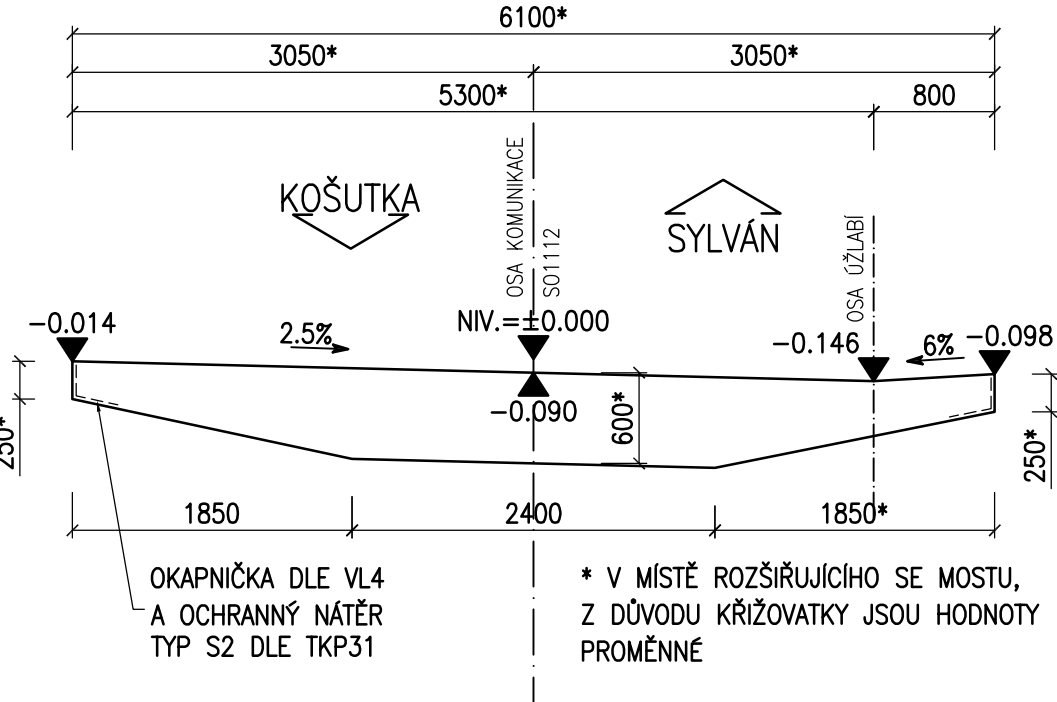 6100*
3050*
3050*
5300*
800
KOŠUTKA
OSA KOMUNIKACE
SO1112
SYLVÁN
OSA ÚŽLABÍ
-0.014
2.5%
NIV.=±0.000
-0.146
6%
-0.098
-0.090
600*
250*
250*
1850
2400
1850*
OKAPNIČKA DLE VL4
A OCHRANNÝ NÁTĚR
TYP S2 DLE TKP31
* V MÍSTĚ ROZŠIŘUJÍCÍHO SE MOSTU,
Z DŮVODU KŘIŽOVATKY JSOU HODNOTY
PROMĚNNÉ